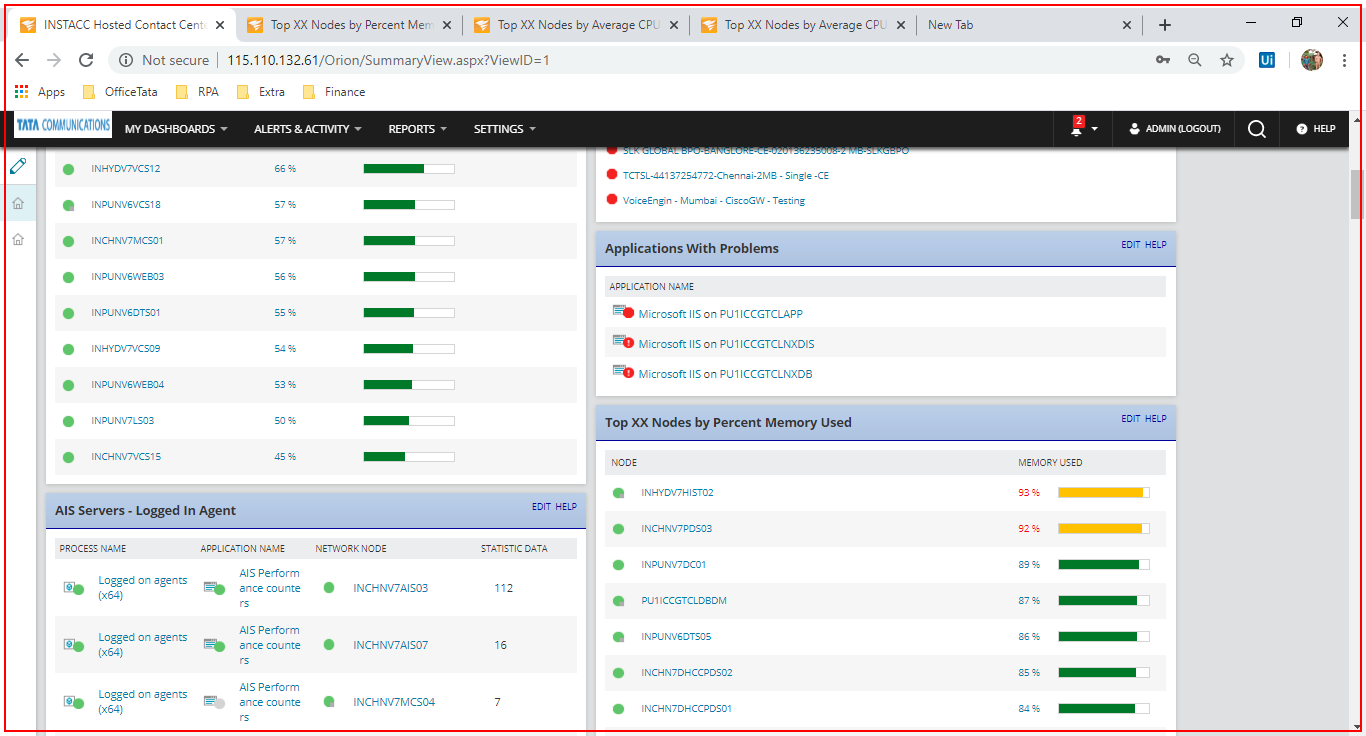 INSTACC Hosted Contact Cente
Top XX Nodes by Percent Mem
Top XX Nodes by Average CPU
Top XX Nodes by Average CPU
New Tab
Not secure | 115.110.132.61/Orion/SummaryView.aspx?ViewID=1
Ui
Apps OfficeTata RPA Extra Finance
TATA COMMUNICATIONS MY DASHBOARDS ALERTS & ACTIVITY REPORTS SETTINGS 2 ADMIN (LOGOUT) HELP
INHYDV7VCS12 66 %
INPUNV6VCS18 57 %
INCHNV7MCS01 57 %
INPUNV6WEB03 56 %
INPUNV6DTS01 55 %
INHYDV7VCS09 54 %
INPUNV6WEB04 53 %
INPUNV7LS03 50 %
INCHNV7VCS15 45 %
AIS Servers - Logged In Agent EDIT HELP
PROCESS NAME APPLICATION NAME NETWORK NODE STATISTIC DATA
Logged on agents (x64) AIS Performance counters INCHNV7AIS03 112
Logged on agents (x64) AIS Performance counters INCHNV7AIS07 16
Logged on agents (x64) AIS Performance counters INCHNV7MCS04 7
SLK GLOBAL BPO-BANGLORE-CE-020136235008-2 MB-SLKGBPO
TCTSL-44137254772-Chennai-2MB - Single -CE
VoiceEngin - Mumbai - CiscoGW - Testing
Applications With Problems EDIT HELP
APPLICATION NAME
Microsoft IIS on PU1ICCGTCLAPP
Microsoft IIS on PU1ICCGTCLNXDIS
Microsoft IIS on PU1ICCGTCLNXDB
Top XX Nodes by Percent Memory Used EDIT HELP
NODE MEMORY USED
INHYDV7HIST02 93 %
INCHNV7PDS03 92 %
INPUNV7DC01 89 %
PU1ICCGTCLDBDM 87 %
INPUNV6DTS05 86 %
INCHN7DHCCPDS02 85 %
INCHN7DHCCPDS01 84 %